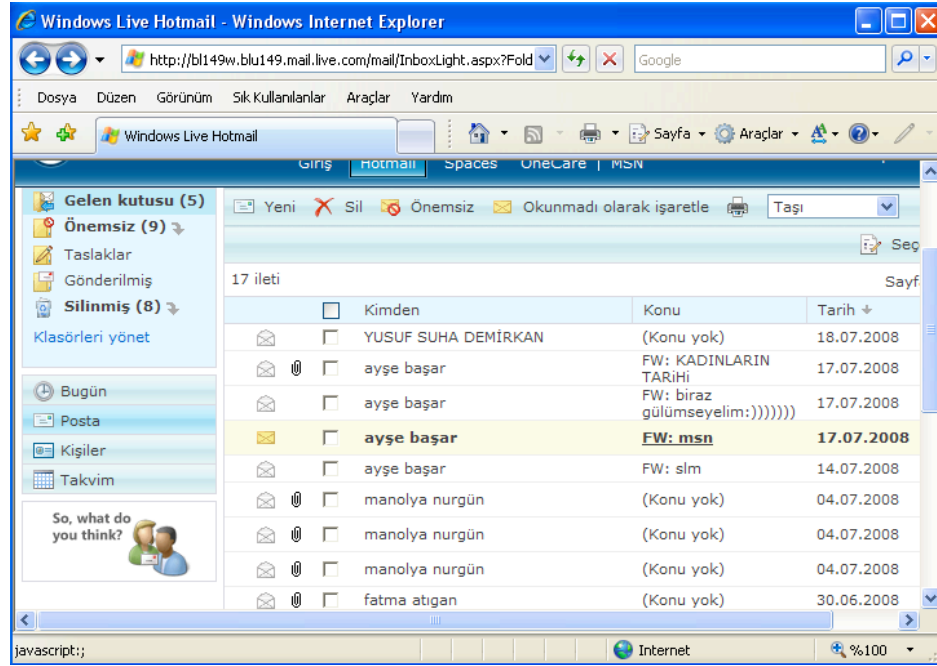 Windows Live Hotmail - Windows Internet Explorer
http://bl149w.blu149.mail.live.com/mail/InboxLight.aspx?Fold
Google
Dosya Düzen Görünüm Sık Kullanılanlar Araçlar Yardım
Windows Live Hotmail
Sayfa Araçlar
Giriş Hotmail Spaces OneCare MSN
Gelen kutusu (5)
Önemsiz (9)
Taslaklar
Gönderilmiş
Silinmiş (8)
Klasörleri yönet
Bugün
Posta
Kişiler
Takvim
So, what do
you think?
Yeni Sil Önemsiz Okunmadı olarak işaretle Taşı
Seç
17 ileti Sayf
Kimden Konu Tarih
YUSUF SUHA DEMİRKAN (Konu yok) 18.07.2008
ayşe başar FW: KADINLARIN TARiHi 17.07.2008
ayşe başar FW: biraz gülümseyelim:))))))) 17.07.2008
ayşe başar FW: msn 17.07.2008
ayşe başar FW: slm 14.07.2008
manolya nurgün (Konu yok) 04.07.2008
manolya nurgün (Konu yok) 04.07.2008
manolya nurgün (Konu yok) 04.07.2008
fatma atıgan (Konu yok) 30.06.2008
javascript:; Internet %100